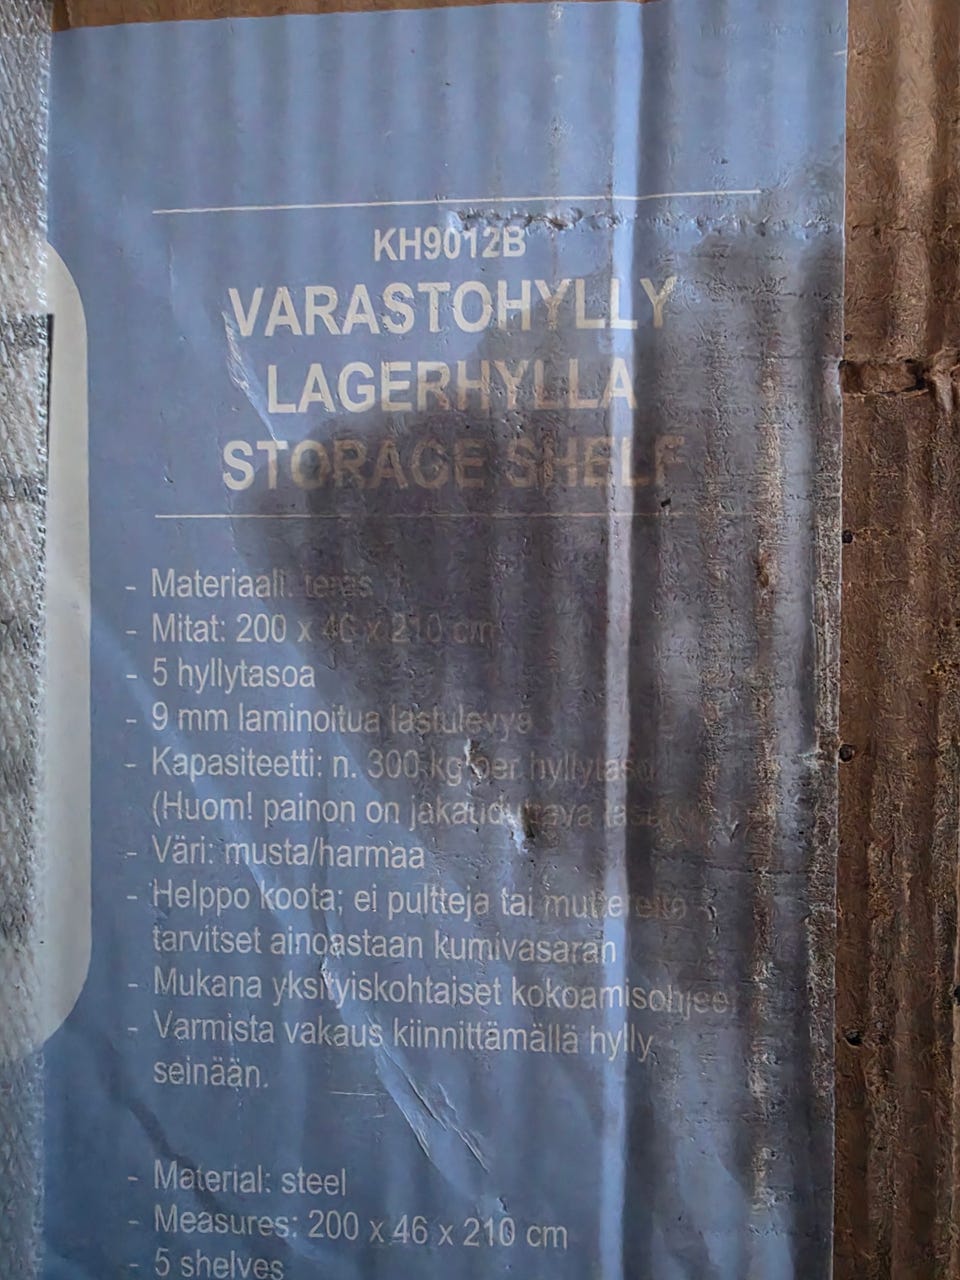 KH9012B
VARASTOHYLLY
LAGERHYLLA
STORAGE SHELF
- Materiaali: teräs
- Mitat: 200 x 46 x 210 cm
- 5 hyllytasoa
- 9 mm laminoitua lastulevyä
- Kapasiteetti: n. 300 kg per hyllytaso
(Huom! painon on jakauduttava
- Väri: musta/harmaa
- Helppo koota; ei pultteja tai muttereita -
tarvitset ainoastaan kumivasaran
- Mukana yksityiskohtaiset kokoamisohjeet
- Varmista vakaus kiinnittämällä hylly
seinään.
- Material: steel
- Measures: 200 x 46 x 210 cm
- 5 shelves